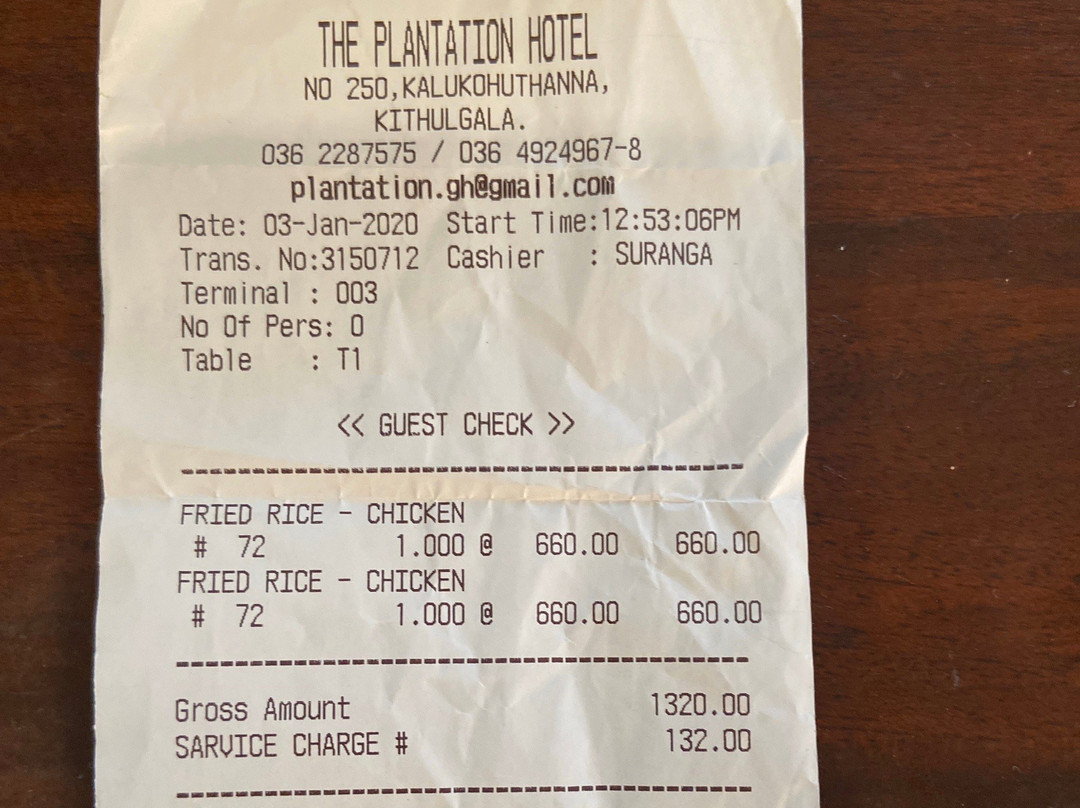 THE PLANTATION HOTEL
NO 250,KALUKOHUTHANNA,
KITHULGALA.
036 2287575 / 036 4924967-8
plantation.gh@gmail.com
Date: 03-Jan-2020 Start Time:12:53:06PM
Trans. No:3150712 Cashier : SURANGA
Terminal : 003
No Of Pers: 0
Table : T1
<< GUEST CHECK >>
----------------------------------------
FRIED RICE - CHICKEN
# 72 1.000 @ 660.00 660.00
FRIED RICE - CHICKEN
# 72 1.000 @ 660.00 660.00
----------------------------------------
Gross Amount 1320.00
SARVICE CHARGE # 132.00
----------------------------------------